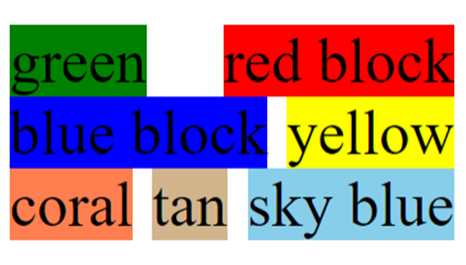 green red block
blue block yellow
coral tan sky blue